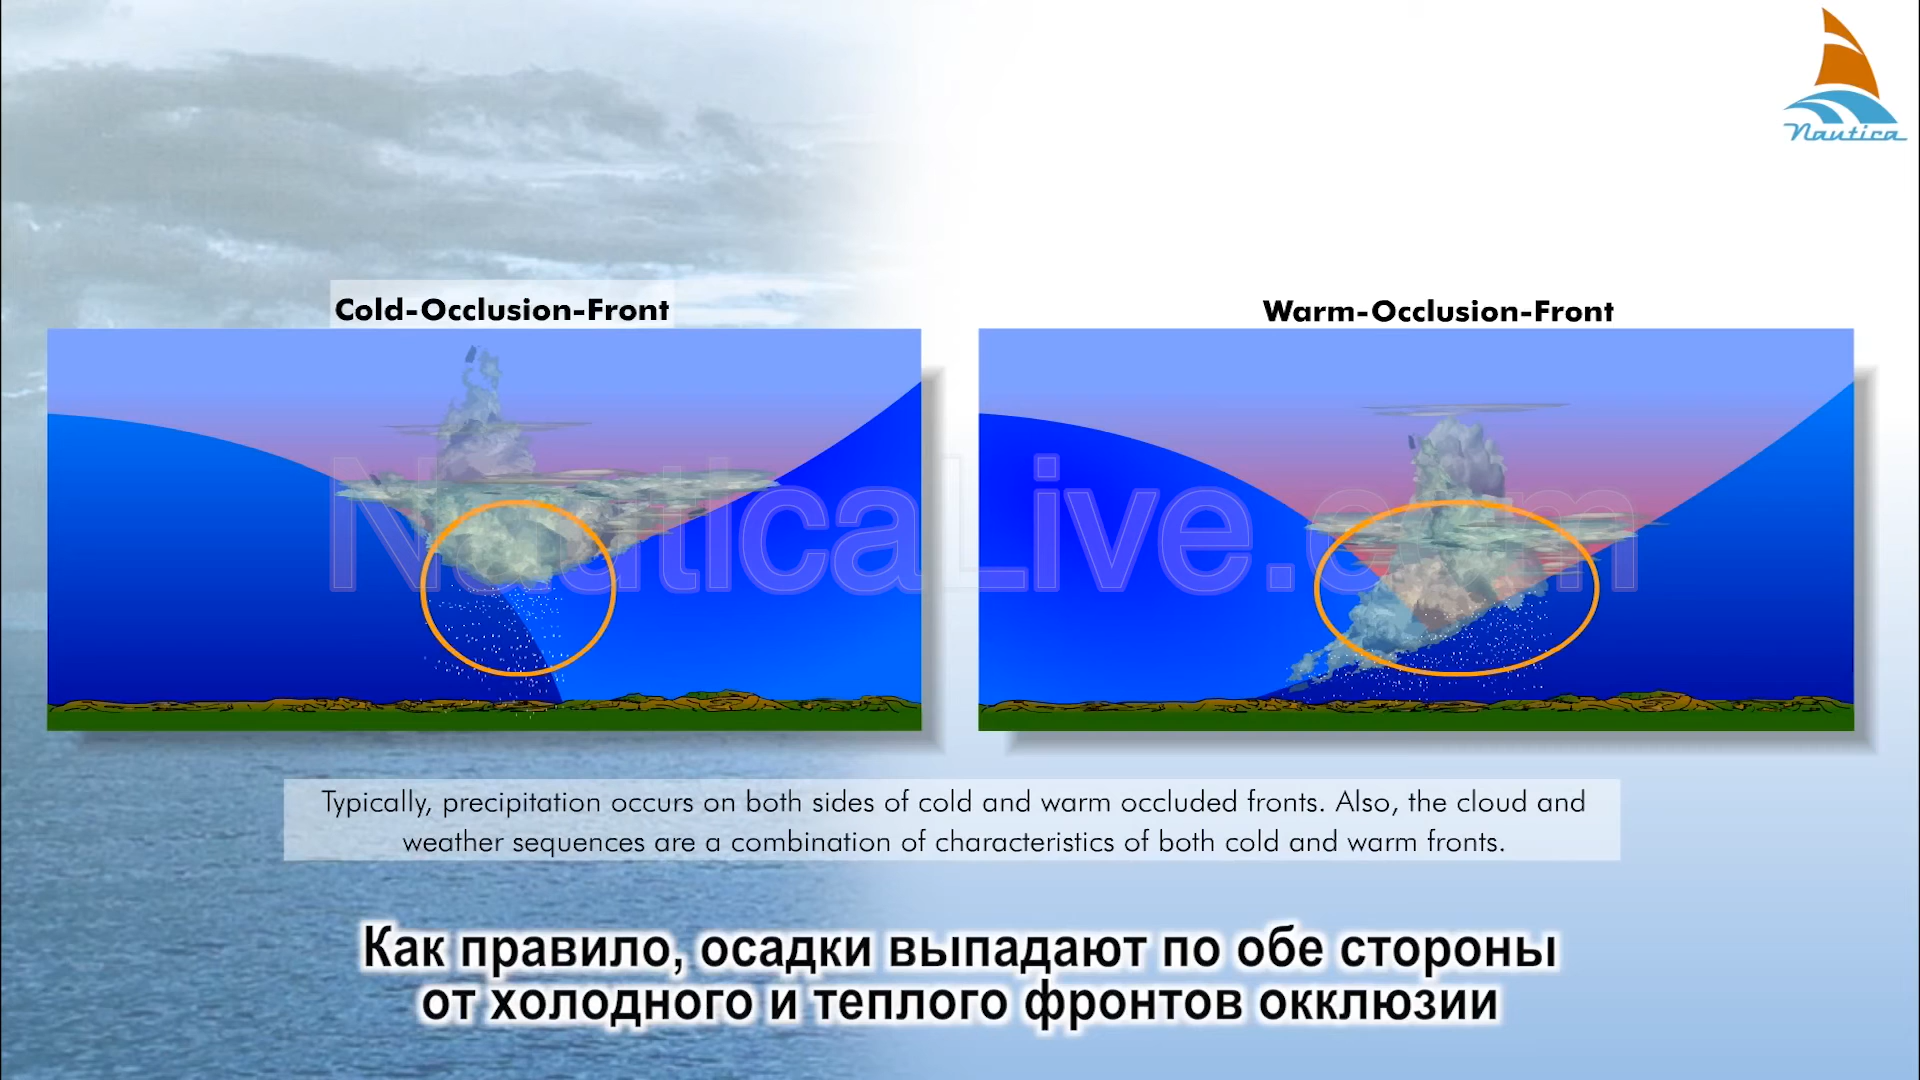 Nautica
Cold-Occlusion-Front
Warm-Occlusion-Front
NauticaLive.com
Typically, precipitation occurs on both sides of cold and warm occluded fronts. Also, the cloud and
weather sequences are a combination of characteristics of both cold and warm fronts.
Как правило, осадки выпадают по обе стороны
от холодного и теплого фронтов окклюзии